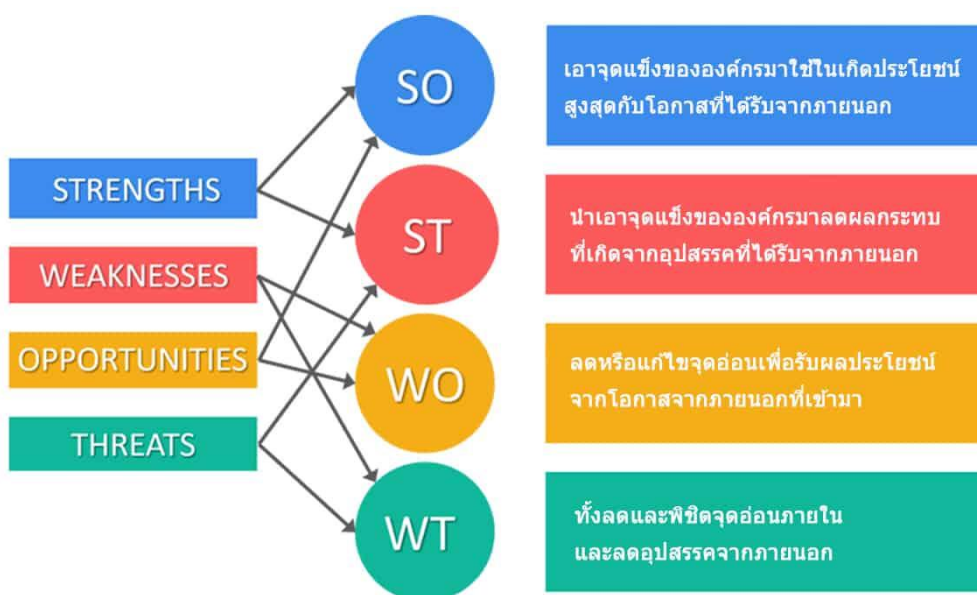 SO
เอาจุดแข็งขององค์กรมาใช้ในเกิดประโยชน์
สูงสุดกับโอกาสที่ได้รับจากภายนอก
STRENGTHS
ST
นำเอาจุดแข็งขององค์กรมาลดผลกระทบ
ที่เกิดจากอุปสรรคที่ได้รับจากภายนอก
WEAKNESSES
OPPORTUNITIES
WO
ลดหรือแก้ไขจุดอ่อนเพื่อรับผลประโยชน์
จากโอกาสจากภายนอกที่เข้ามา
THREATS
WT
ทั้งลดและพิชิตจุดอ่อนภายใน
และลดอุปสรรคจากภายนอก